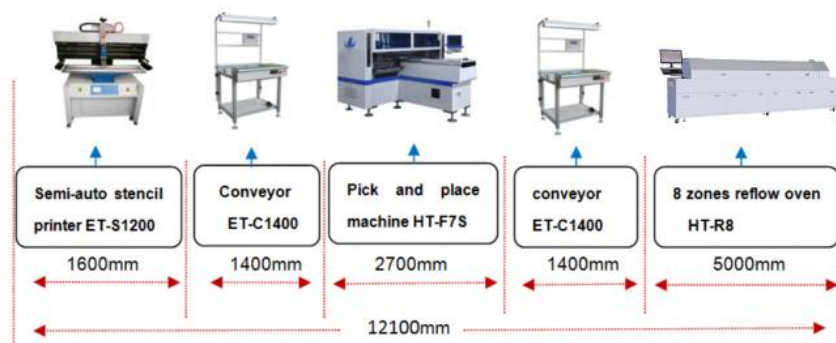 Semi-auto stencil
printer ET-S1200
Conveyor
ET-C1400
Pick and place
machine HT-F7S
conveyor
ET-C1400
8 zones reflow oven
HT-R8
1600mm
1400mm
2700mm
1400mm
5000mm
12100mm